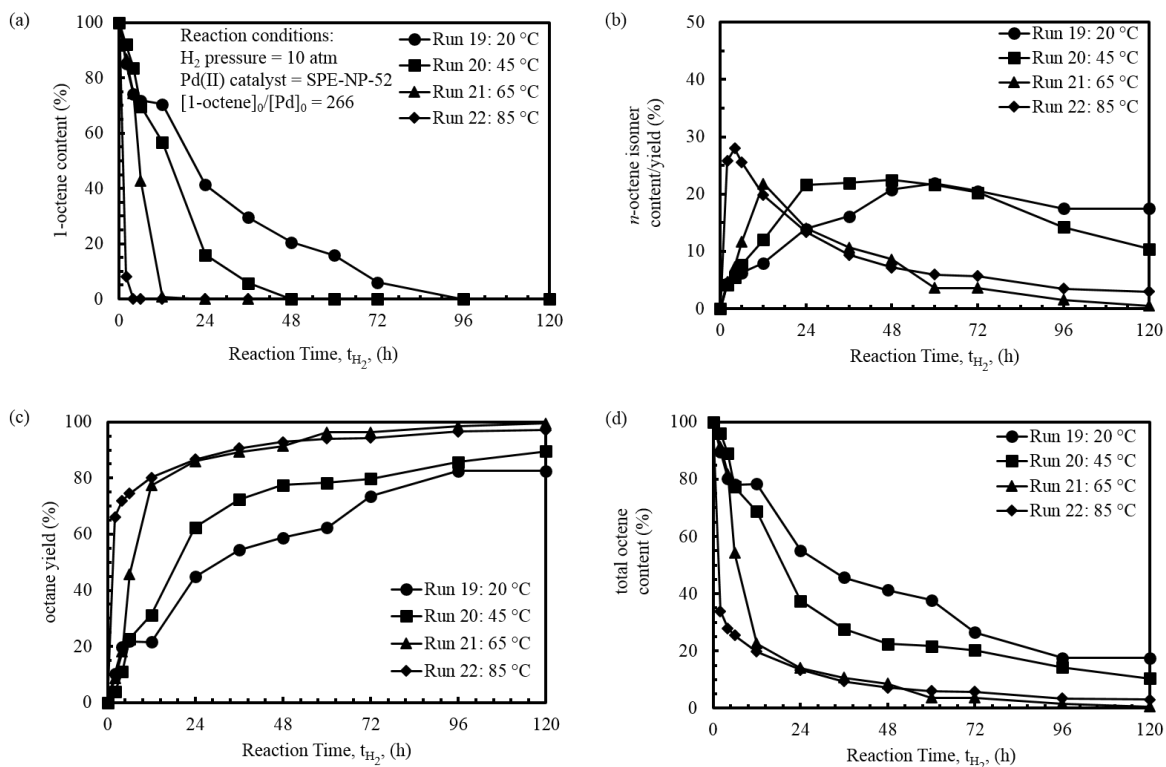 (a)
100
80
60
40
20
0
1-octene content (%)
Reaction conditions:
H₂ pressure = 10 atm
Pd(II) catalyst = SPE-NP-52
[1-octene]₀/[Pd]₀ = 266
Run 19: 20 °C
Run 20: 45 °C
Run 21: 65 °C
Run 22: 85 °C
0 24 48 72 96 120
Reaction Time, t_H₂, (h)
(b)
50
40
30
20
10
0
n-octene isomer
content/yield (%)
Run 19: 20 °C
Run 20: 45 °C
Run 21: 65 °C
Run 22: 85 °C
0 24 48 72 96 120
Reaction Time, t_H₂, (h)
(c)
100
80
60
40
20
0
octane yield (%)
Run 19: 20 °C
Run 20: 45 °C
Run 21: 65 °C
Run 22: 85 °C
0 24 48 72 96 120
Reaction Time, t_H₂, (h)
(d)
100
80
60
40
20
0
total octene
content (%)
Run 19: 20 °C
Run 20: 45 °C
Run 21: 65 °C
Run 22: 85 °C
0 24 48 72 96 120
Reaction Time, t_H₂, (h)